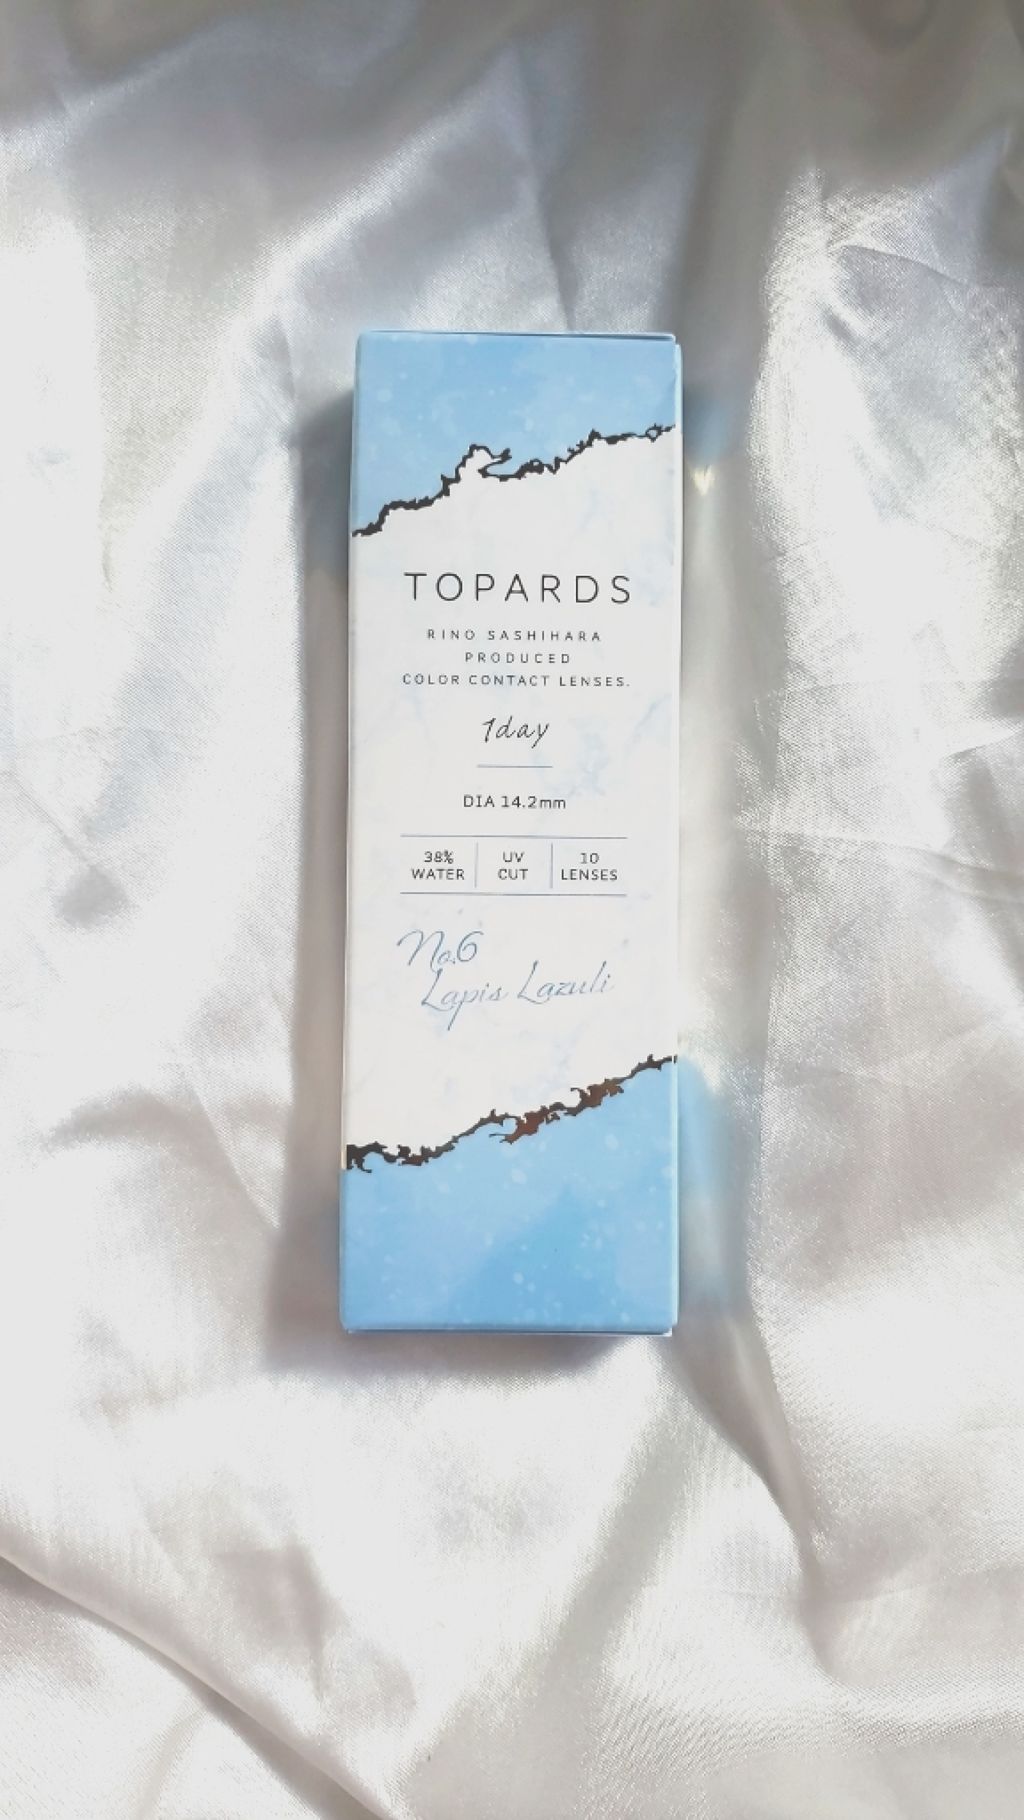 TOPARDS
RINO SASHIHARA
PRODUCED
COLOR CONTACT LENSES.
1day
DIA 14.2mm
38% WATER
UV CUT
10 LENSES
No.6
Lapis Lazuli